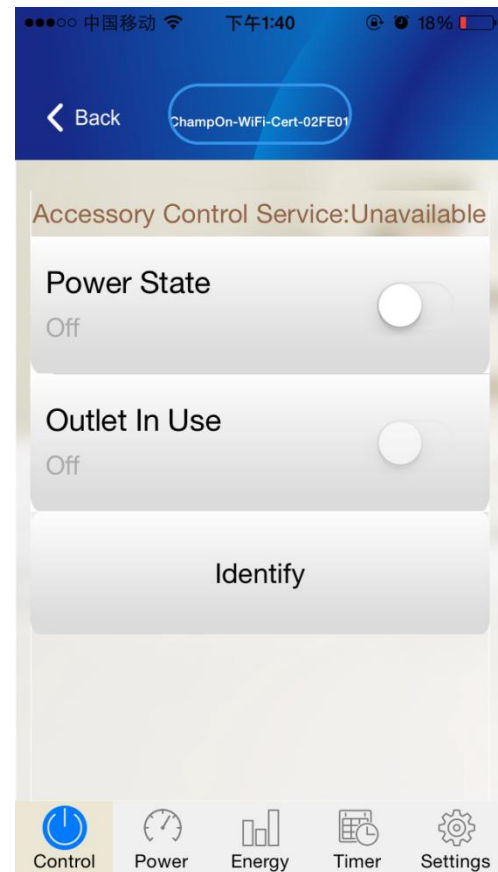 中国移动 下午1:40 18%
Back ChampOn-WiFi-Cert-02FE01
Accessory Control Service:Unavailable
Power State
Off
Outlet In Use
Off
Identify
Control Power Energy Timer Settings